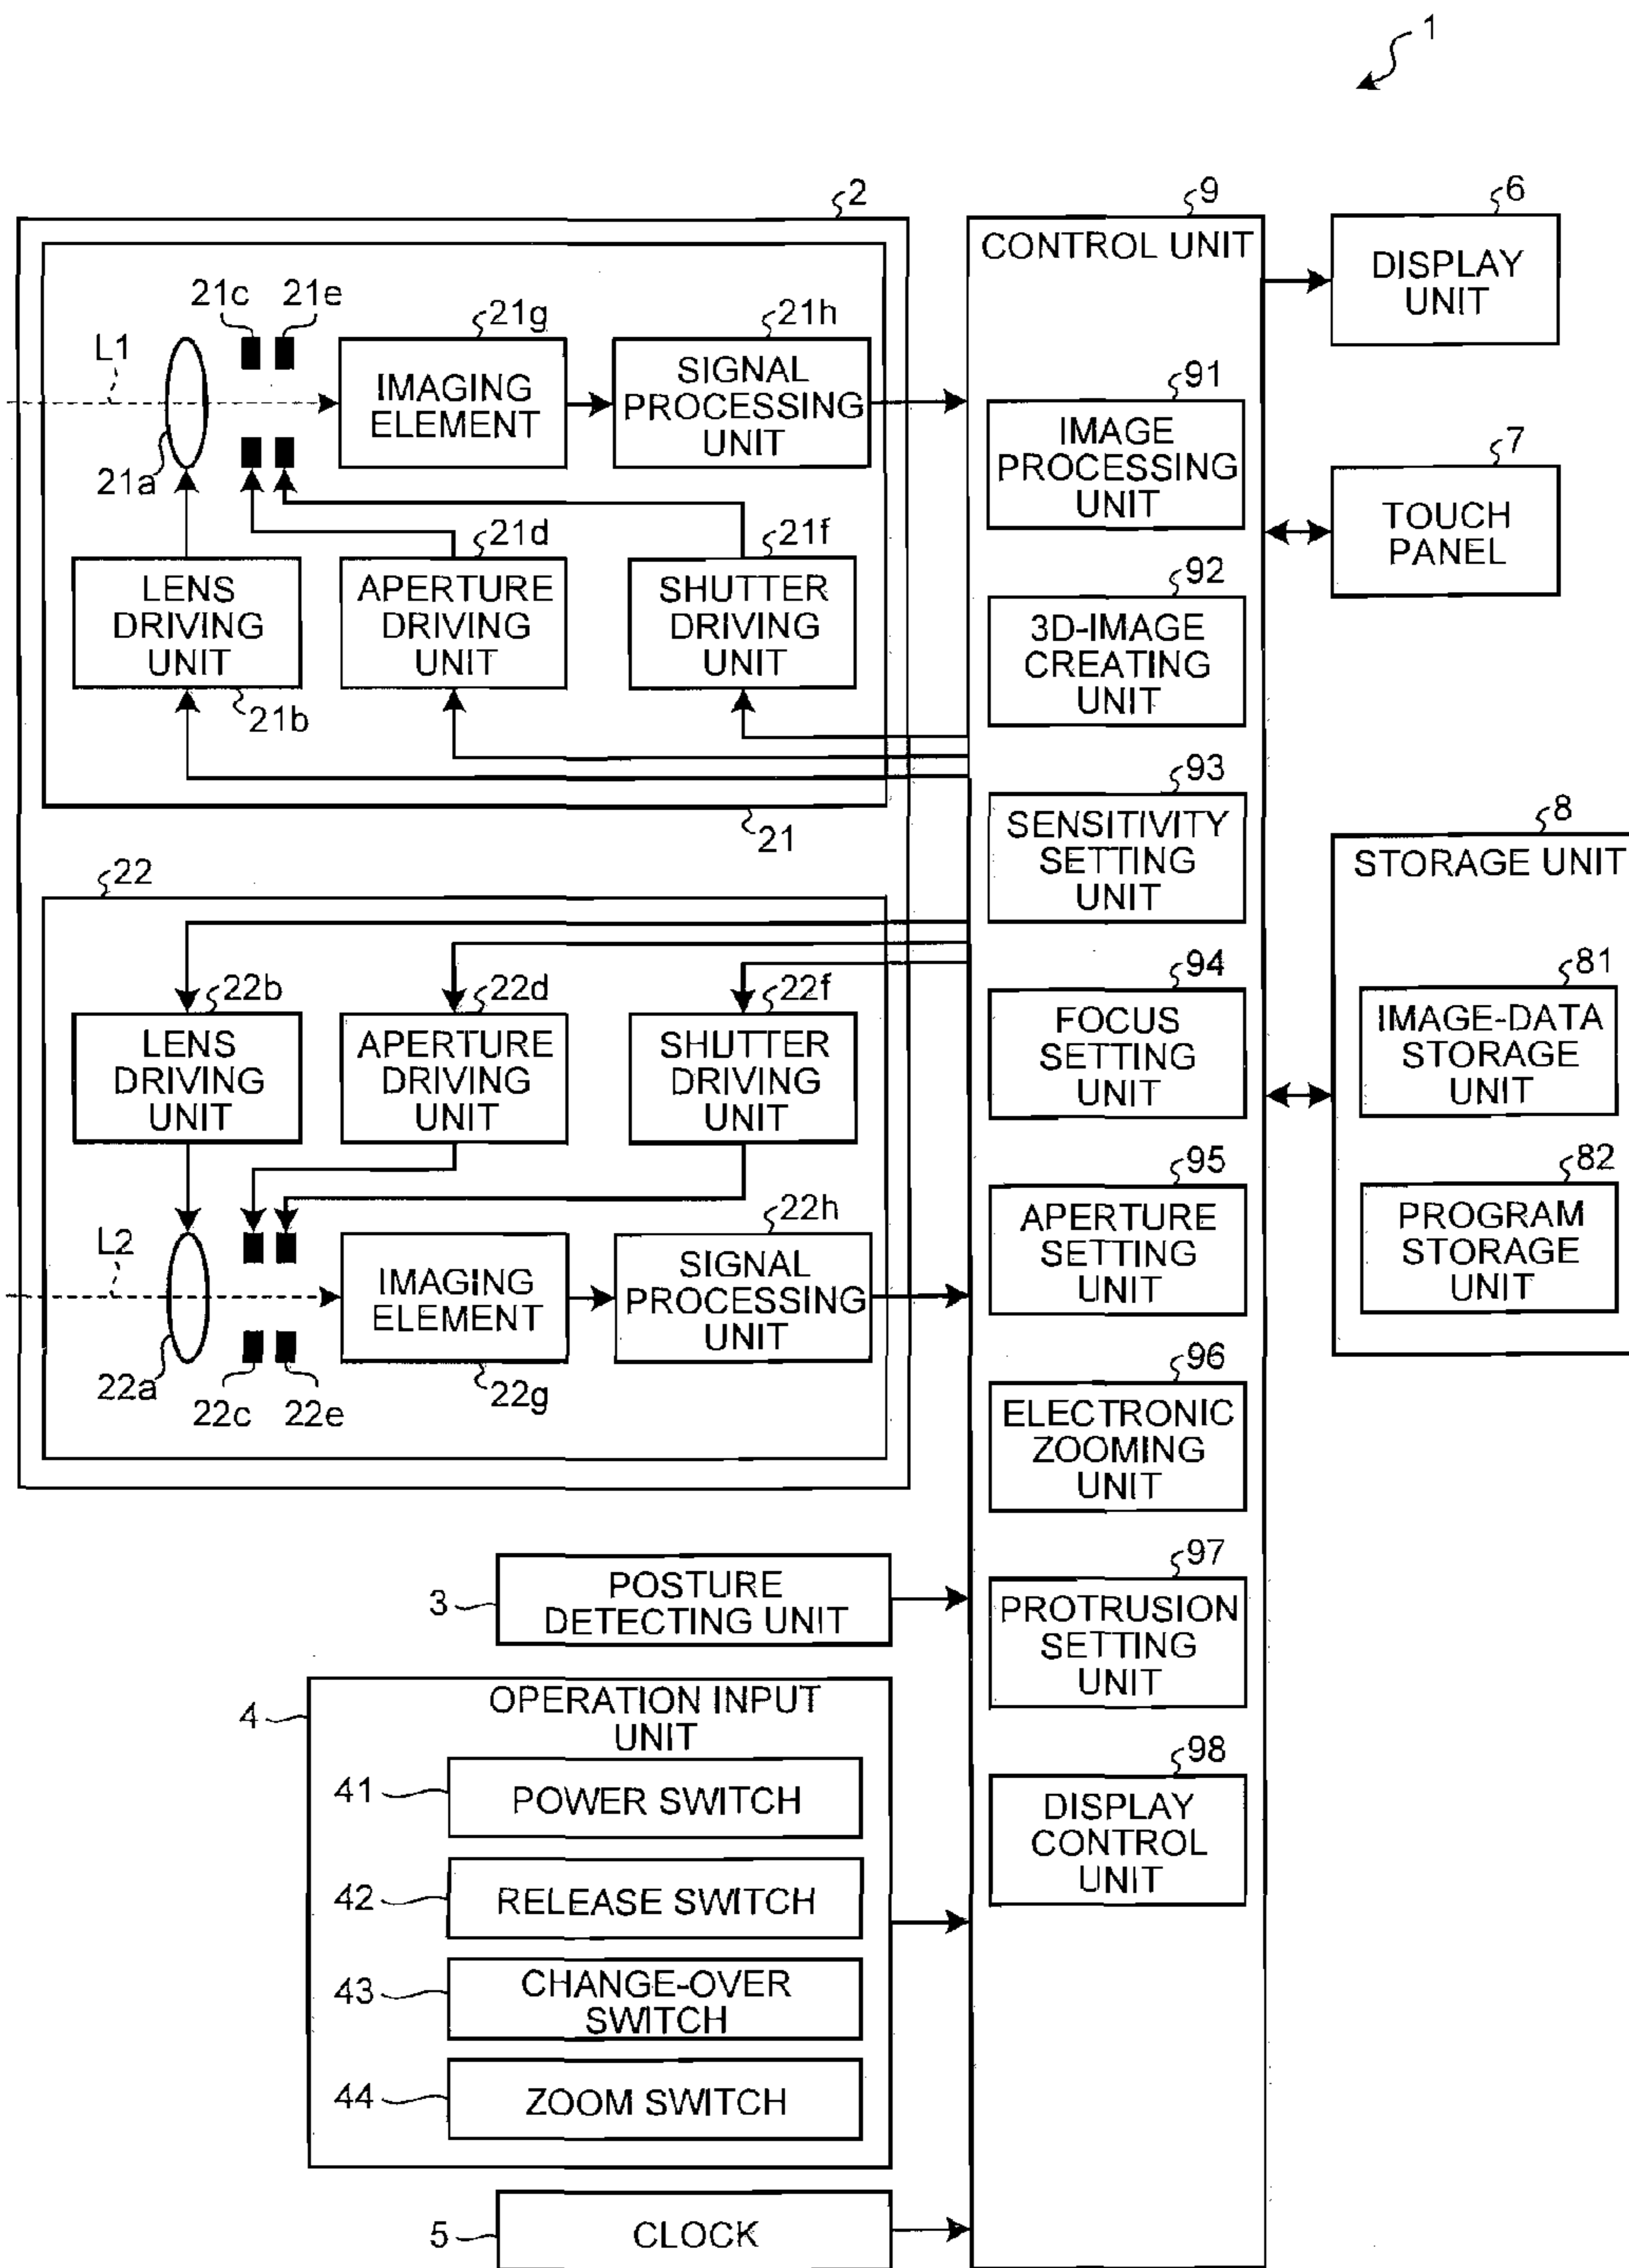 1
2
21c 21e
21g
21h
L1
IMAGING
ELEMENT
SIGNAL
PROCESSING
UNIT
21a
21d
21f
LENS
DRIVING
UNIT
APERTURE
DRIVING
UNIT
SHUTTER
DRIVING
UNIT
21b
21
22
22b
22d
22f
LENS
DRIVING
UNIT
APERTURE
DRIVING
UNIT
SHUTTER
DRIVING
UNIT
22h
L2
IMAGING
ELEMENT
SIGNAL
PROCESSING
UNIT
22a
22c 22e
22g
3
POSTURE
DETECTING UNIT
4
OPERATION INPUT
UNIT
41
POWER SWITCH
42
RELEASE SWITCH
43
CHANGE-OVER
SWITCH
44
ZOOM SWITCH
5
CLOCK
9
CONTROL UNIT
91
IMAGE
PROCESSING
UNIT
92
3D-IMAGE
CREATING
UNIT
93
SENSITIVITY
SETTING
UNIT
94
FOCUS
SETTING
UNIT
95
APERTURE
SETTING
UNIT
96
ELECTRONIC
ZOOMING
UNIT
97
PROTRUSION
SETTING
UNIT
98
DISPLAY
CONTROL
UNIT
6
DISPLAY
UNIT
7
TOUCH
PANEL
8
STORAGE UNIT
81
IMAGE-DATA
STORAGE
UNIT
82
PROGRAM
STORAGE
UNIT